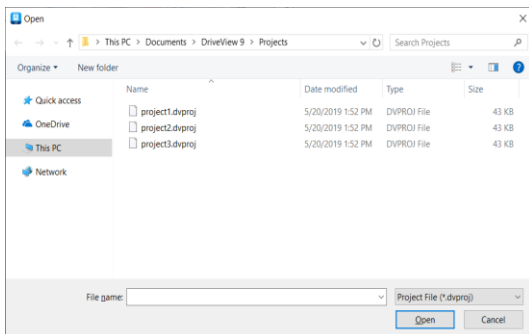 Open
This PC > Documents > DriveView 9 > Projects
Search Projects
Organize
New folder
Name Date modified Type Size
Quick access
OneDrive
This PC
Network
project1.dvproj 5/20/2019 1:52 PM DVPROJ File 43 KB
project2.dvproj 5/20/2019 1:52 PM DVPROJ File 43 KB
project3.dvproj 5/20/2019 1:52 PM DVPROJ File 43 KB
File name:
Project File (*.dvproj)
Open
Cancel